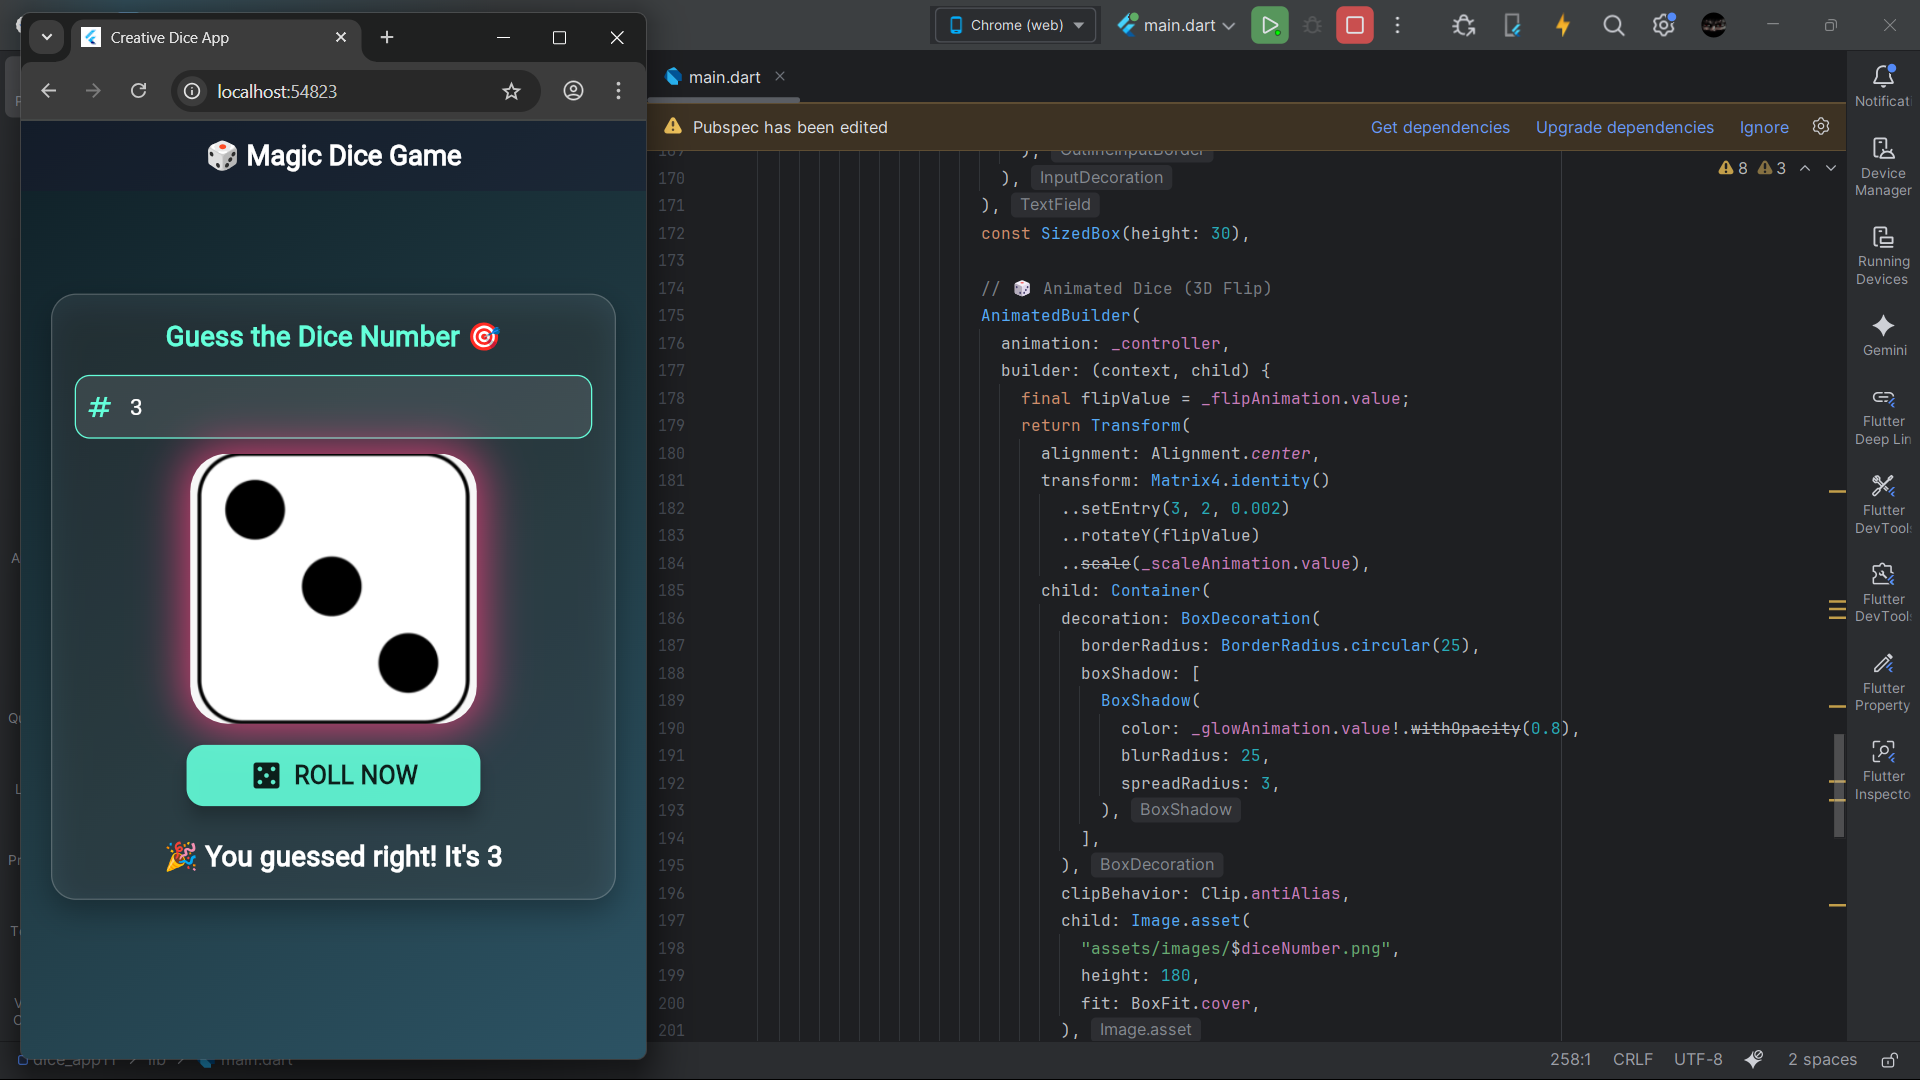 Creative Dice App
localhost:54823
🎲 Magic Dice Game
Guess the Dice Number 🎯
# 3
ROLL NOW
🎉 You guessed right! It's 3
Chrome (web)
main.dart
main.dart
Pubspec has been edited
Get dependencies
Upgrade dependencies
Ignore
8
3
170 ), InputDecoration
171 ), TextField
172 const SizedBox(height: 30),
173
174 // 🎲 Animated Dice (3D Flip)
175 AnimatedBuilder(
176 animation: _controller,
177 builder: (context, child) {
178 final flipValue = _flipAnimation.value;
179 return Transform(
180 alignment: Alignment.center,
181 transform: Matrix4.identity()
182 ..setEntry(3, 2, 0.002)
183 ..rotateY(flipValue)
184 ..scale(_scaleAnimation.value),
185 child: Container(
186 decoration: BoxDecoration(
187 borderRadius: BorderRadius.circular(25),
188 boxShadow: [
189 BoxShadow(
190 color: _glowAnimation.value!.withOpacity(0.8),
191 blurRadius: 25,
192 spreadRadius: 3,
193 ), BoxShadow
194 ],
195 ), BoxDecoration
196 clipBehavior: Clip.antiAlias,
197 child: Image.asset(
198 "assets/images/$diceNumber.png",
199 height: 180,
200 fit: BoxFit.cover,
201 ), Image.asset
Notificat
Device
Manager
Running
Devices
Gemini
Flutter
Deep Lin
Flutter
DevTool
Flutter
DevTool
Flutter
Property
Flutter
Inspecto
main.dart
258:1
CRLF
UTF-8
2 spaces